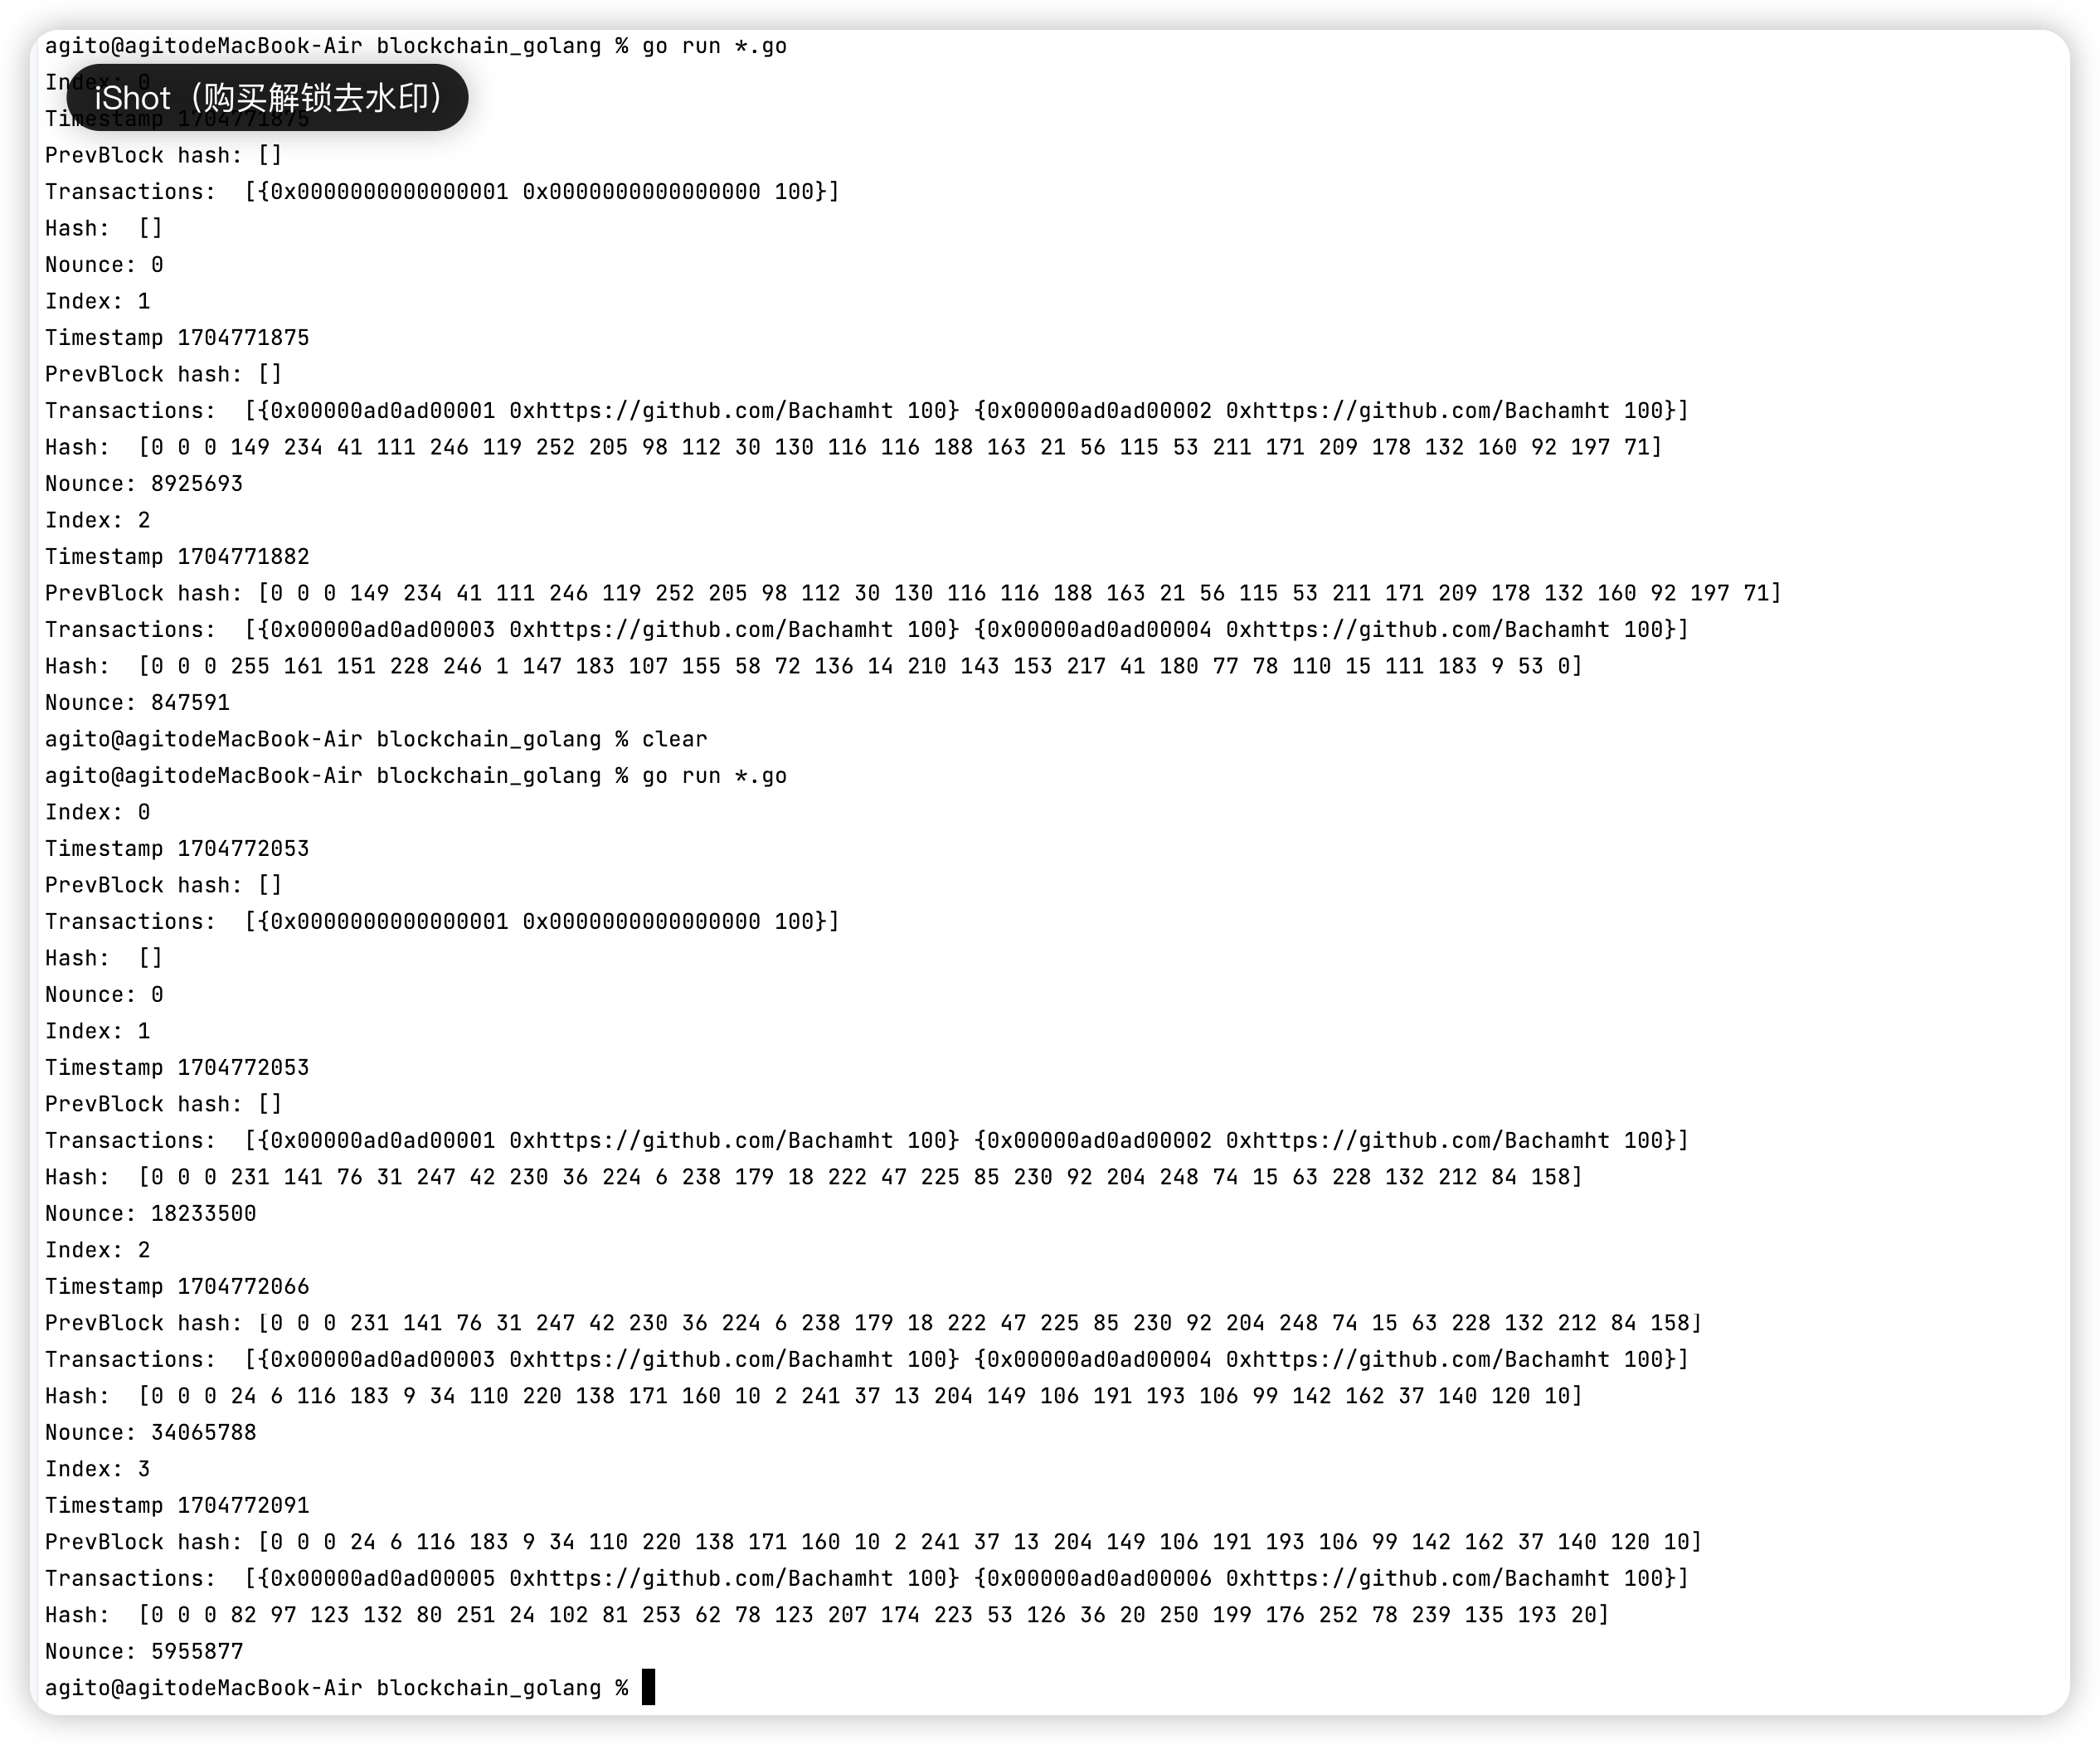 agito@agitodeMacBook-Air blockchain_golang % go run *.go
Index: 0
iShot（购买解锁去水印）
Timestamp 1704771875
PrevBlock hash: []
Transactions:  [{0x0000000000000001 0x0000000000000000 100}]
Hash:  []
Nounce: 0
Index: 1
Timestamp 1704771875
PrevBlock hash: []
Transactions:  [{0x00000ad0ad00001 0xhttps://github.com/Bachamht 100} {0x00000ad0ad00002 0xhttps://github.com/Bachamht 100}]
Hash:  [0 0 0 149 234 41 111 246 119 252 205 98 112 30 130 116 116 188 163 21 56 115 53 211 171 209 178 132 160 92 197 71]
Nounce: 8925693
Index: 2
Timestamp 1704771882
PrevBlock hash: [0 0 0 149 234 41 111 246 119 252 205 98 112 30 130 116 116 188 163 21 56 115 53 211 171 209 178 132 160 92 197 71]
Transactions:  [{0x00000ad0ad00003 0xhttps://github.com/Bachamht 100} {0x00000ad0ad00004 0xhttps://github.com/Bachamht 100}]
Hash:  [0 0 0 255 161 151 228 246 1 147 183 107 155 58 72 136 14 210 143 153 217 41 180 77 78 110 15 111 183 9 53 0]
Nounce: 847591
agito@agitodeMacBook-Air blockchain_golang % clear
agito@agitodeMacBook-Air blockchain_golang % go run *.go
Index: 0
Timestamp 1704772053
PrevBlock hash: []
Transactions:  [{0x0000000000000001 0x0000000000000000 100}]
Hash:  []
Nounce: 0
Index: 1
Timestamp 1704772053
PrevBlock hash: []
Transactions:  [{0x00000ad0ad00001 0xhttps://github.com/Bachamht 100} {0x00000ad0ad00002 0xhttps://github.com/Bachamht 100}]
Hash:  [0 0 0 231 141 76 31 247 42 230 36 224 6 238 179 18 222 47 225 85 230 92 204 248 74 15 63 228 132 212 84 158]
Nounce: 18233500
Index: 2
Timestamp 1704772066
PrevBlock hash: [0 0 0 231 141 76 31 247 42 230 36 224 6 238 179 18 222 47 225 85 230 92 204 248 74 15 63 228 132 212 84 158]
Transactions:  [{0x00000ad0ad00003 0xhttps://github.com/Bachamht 100} {0x00000ad0ad00004 0xhttps://github.com/Bachamht 100}]
Hash:  [0 0 0 24 6 116 183 9 34 110 220 138 171 160 10 2 241 37 13 204 149 106 191 193 106 99 142 162 37 140 120 10]
Nounce: 34065788
Index: 3
Timestamp 1704772091
PrevBlock hash: [0 0 0 24 6 116 183 9 34 110 220 138 171 160 10 2 241 37 13 204 149 106 191 193 106 99 142 162 37 140 120 10]
Transactions:  [{0x00000ad0ad00005 0xhttps://github.com/Bachamht 100} {0x00000ad0ad00006 0xhttps://github.com/Bachamht 100}]
Hash:  [0 0 0 82 97 123 132 80 251 24 102 81 253 62 78 123 207 174 223 53 126 36 20 250 199 176 252 78 239 135 193 20]
Nounce: 5955877
agito@agitodeMacBook-Air blockchain_golang %